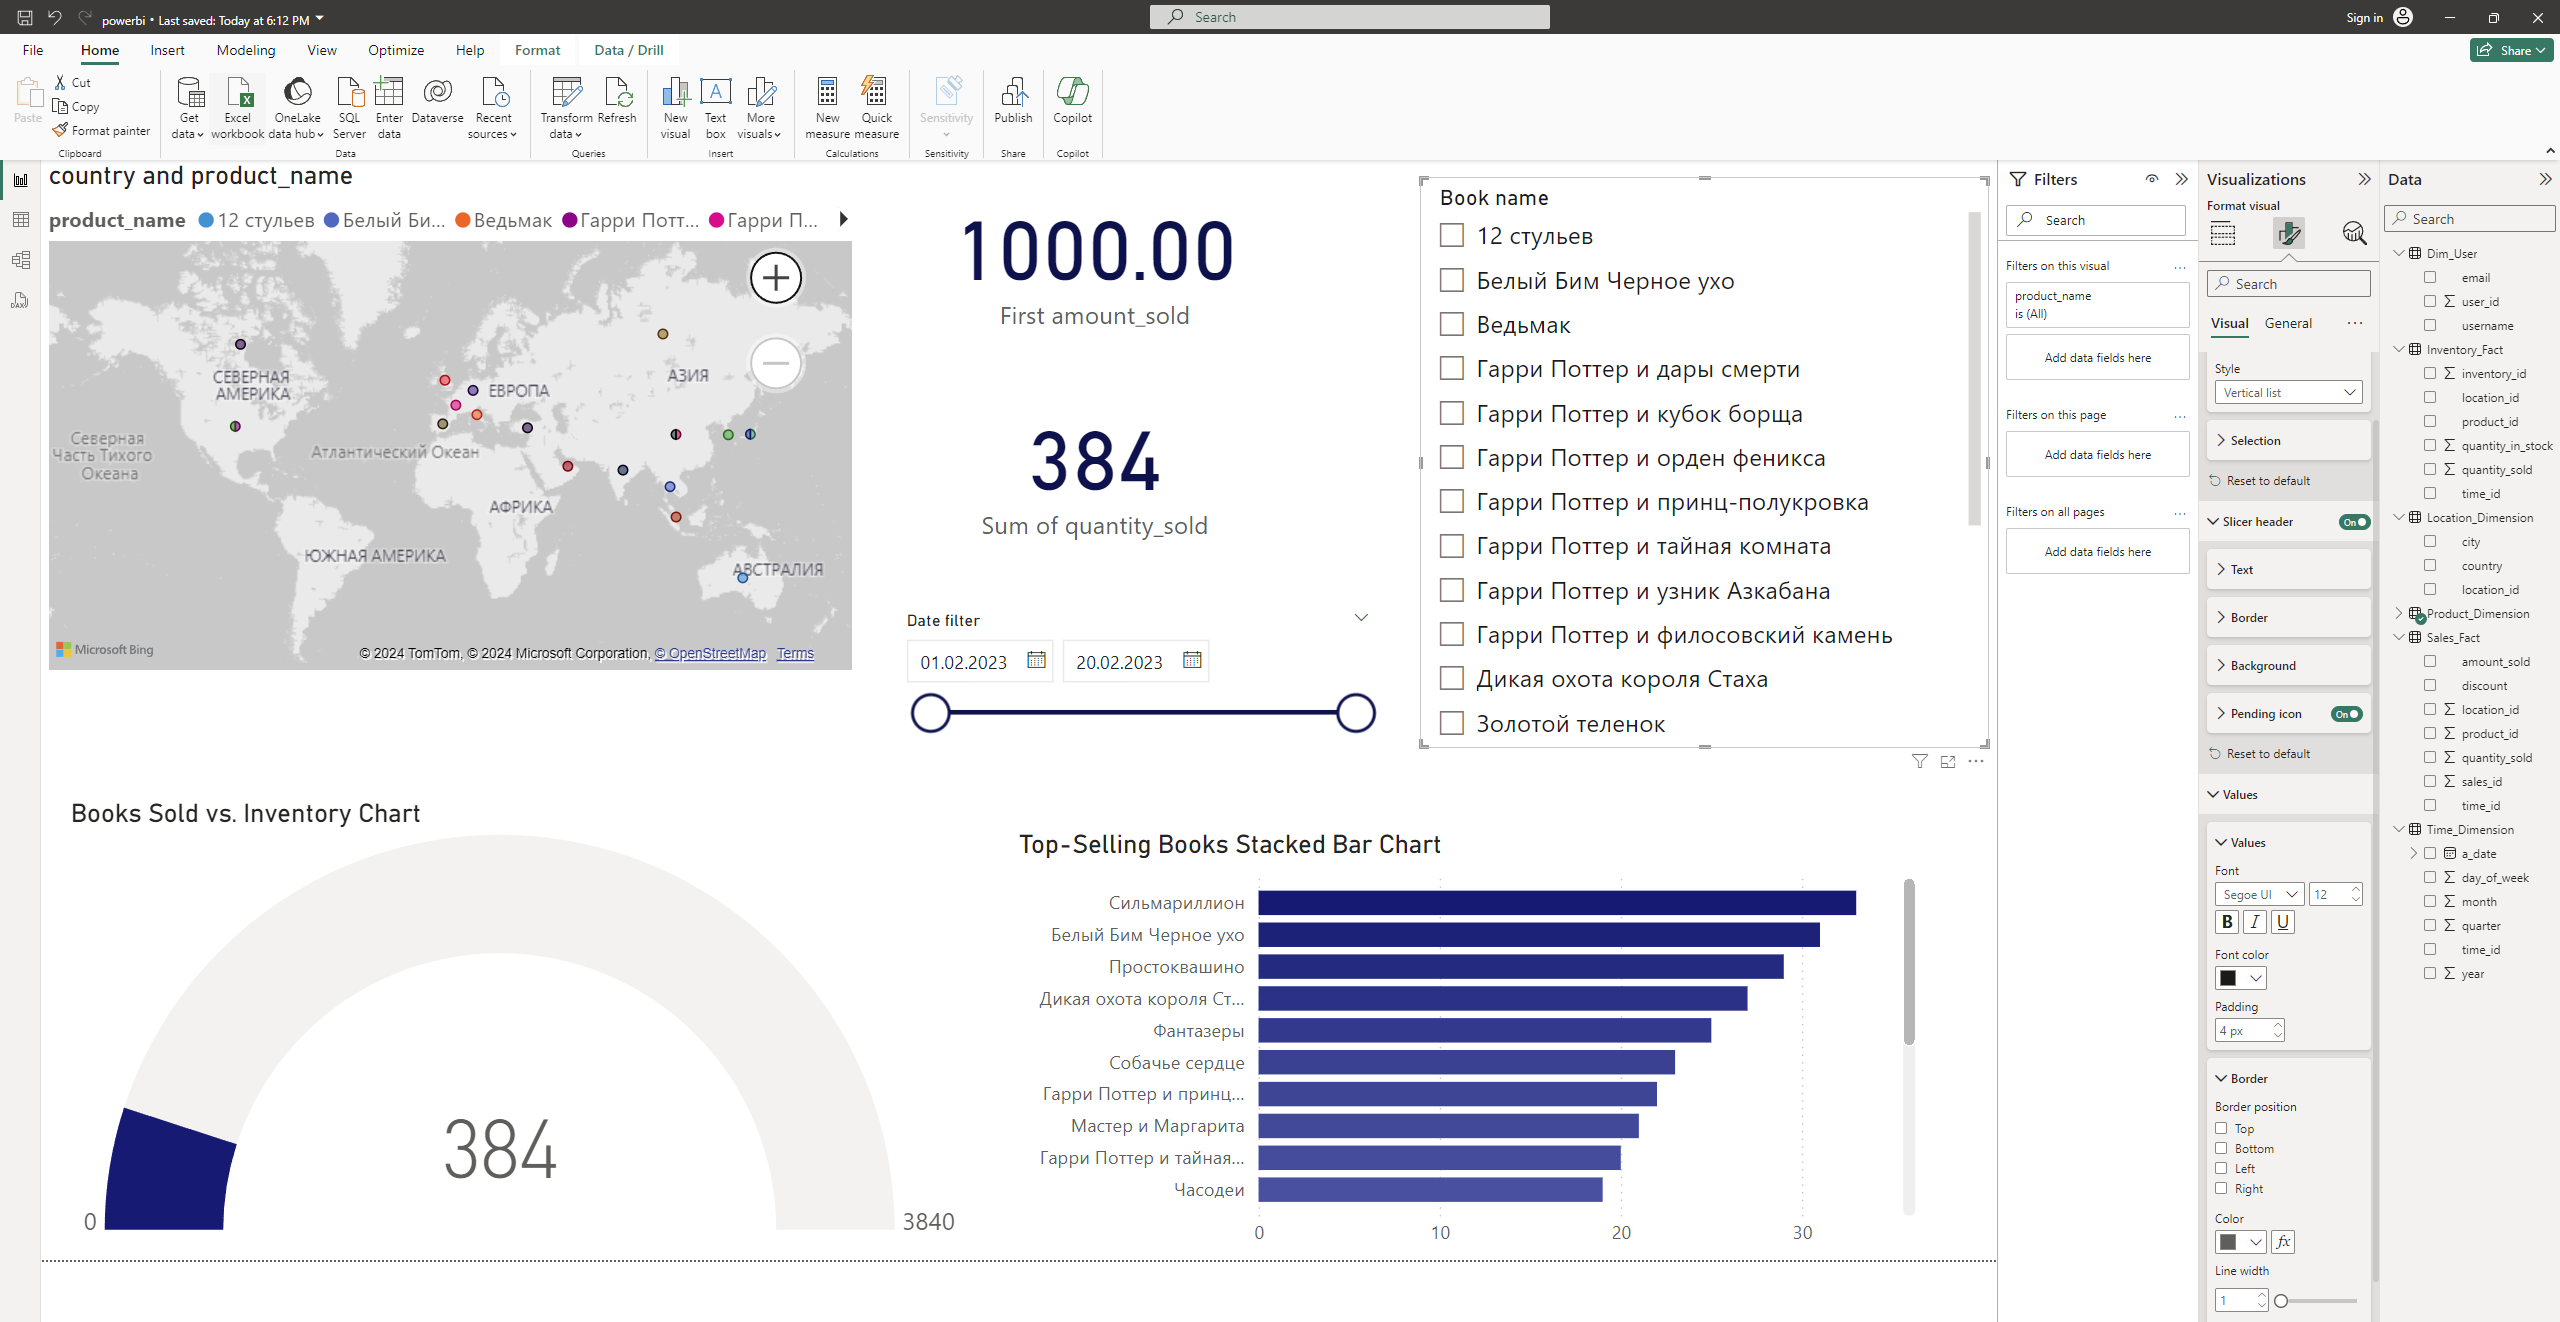 powerbi • Last saved: Today at 6:12 PM
Search
Sign in
File Home Insert Modeling View Optimize Help Format Data / Drill
Share
Paste
Cut
Copy
Format painter
Clipboard
Get data
Excel workbook
OneLake data hub
SQL Server
Enter data
Dataverse
Recent sources
Data
Transform data
Refresh
Queries
New visual
Text box
More visuals
Insert
New measure
Quick measure
Calculations
Sensitivity
Sensitivity
Publish
Share
Copilot
Copilot
country and product_name
product_name 12 стульев Белый Би... Ведьмак Гарри Потт... Гарри П...
СЕВЕРНАЯ
АМЕРИКА
ЕВРОПА
АЗИЯ
Северная
Часть Тихого
Океана
Атлантический Океан
АФРИКА
ЮЖНАЯ АМЕРИКА
АВСТРАЛИЯ
Microsoft Bing
© 2024 TomTom, © 2024 Microsoft Corporation, © OpenStreetMap Terms
1000.00
First amount_sold
384
Sum of quantity_sold
Date filter
01.02.2023
20.02.2023
Book name
12 стульев
Белый Бим Черное ухо
Ведьмак
Гарри Поттер и дары смерти
Гарри Поттер и кубок борща
Гарри Поттер и орден феникса
Гарри Поттер и принц-полукровка
Гарри Поттер и тайная комната
Гарри Поттер и узник Азкабана
Гарри Поттер и филосовский камень
Дикая охота короля Стаха
Золотой теленок
Books Sold vs. Inventory Chart
384
0
3840
Top-Selling Books Stacked Bar Chart
Сильмариллион
Белый Бим Черное ухо
Простоквашино
Дикая охота короля Ст...
Фантазеры
Собачье сердце
Гарри Поттер и принц...
Мастер и Маргарита
Гарри Поттер и тайная...
Часодеи
0 10 20 30
Filters
Search
Filters on this visual
...
product_name
is (All)
Add data fields here
Filters on this page
...
Add data fields here
Filters on all pages
...
Add data fields here
Visualizations
Format visual
Search
Visual General ...
Style
Vertical list
Selection
Reset to default
Slicer header On
Text
Border
Background
Pending icon On
Reset to default
Values
Values
Font
Segoe UI 12
B I U
Font color
Padding
4 px
Border
Border position
Top
Bottom
Left
Right
Color
fx
Line width
1
Data
Search
Dim_User
email
∑ user_id
username
Inventory_Fact
∑ inventory_id
location_id
product_id
∑ quantity_in_stock
∑ quantity_sold
time_id
Location_Dimension
city
country
location_id
Product_Dimension
Sales_Fact
amount_sold
discount
∑ location_id
∑ product_id
∑ quantity_sold
∑ sales_id
time_id
Time_Dimension
a_date
∑ day_of_week
∑ month
∑ quarter
time_id
∑ year